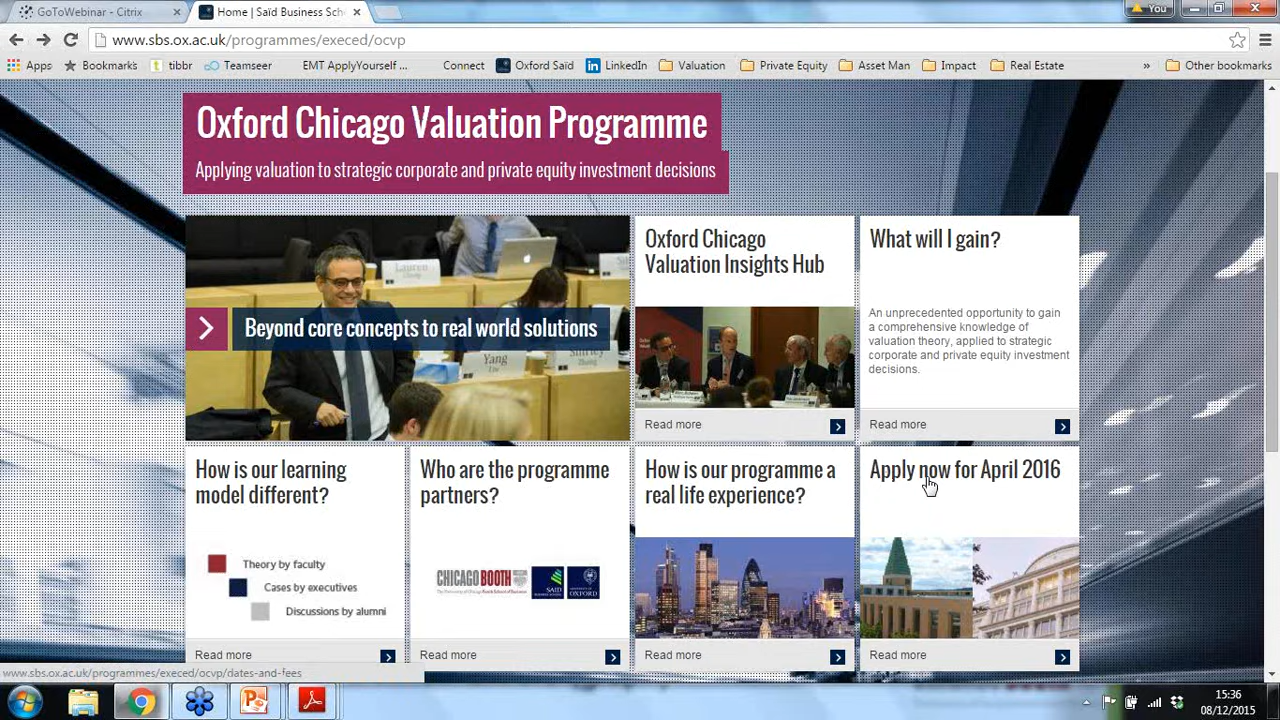 GoToWebinar - Citrix
Home | Saïd Business Sch
You
www.sbs.ox.ac.uk/programmes/execed/ocvp
Apps
Bookmarks
tibbr
Teamseer
EMT ApplyYourself ...
Connect
Oxford Saïd
LinkedIn
Valuation
Private Equity
Asset Man
Impact
Real Estate
»
Other bookmarks
Oxford Chicago Valuation Programme
Applying valuation to strategic corporate and private equity investment decisions
Beyond core concepts to real world solutions
Lauren
Yang
Shirley
Oxford Chicago
Valuation Insights Hub
Read more
What will I gain?
An unprecedented opportunity to gain
a comprehensive knowledge of
valuation theory, applied to strategic
corporate and private equity investment
decisions.
Read more
How is our learning
model different?
Theory by faculty
Cases by executives
Discussions by alumni
Read more
Who are the programme
partners?
CHICAGO BOOTH
Read more
How is our programme a
real life experience?
Read more
Apply now for April 2016
Read more
www.sbs.ox.ac.uk/programmes/execed/ocvp/dates-and-fees
15:36
08/12/2015